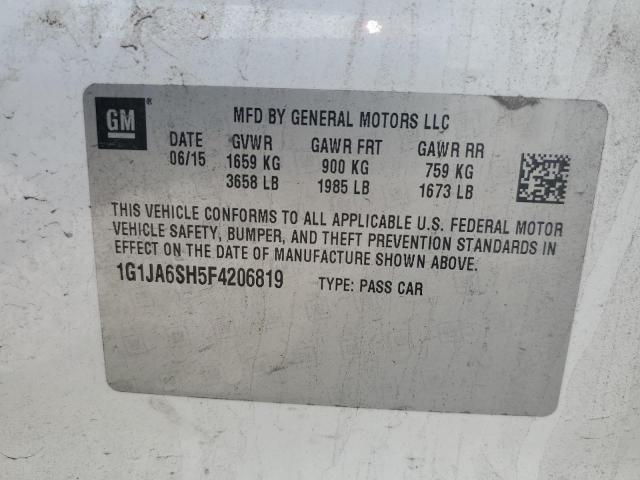 GM® MFD BY GENERAL MOTORS LLC
DATE GVWR GAWR FRT GAWR RR
06/15 1659 KG 900 KG 759 KG
3658 LB 1985 LB 1673 LB
THIS VEHICLE CONFORMS TO ALL APPLICABLE U.S. FEDERAL MOTOR
VEHICLE SAFETY, BUMPER, AND THEFT PREVENTION STANDARDS IN
EFFECT ON THE DATE OF MANUFACTURE SHOWN ABOVE.
1G1JA6SH5F4206819 TYPE: PASS CAR